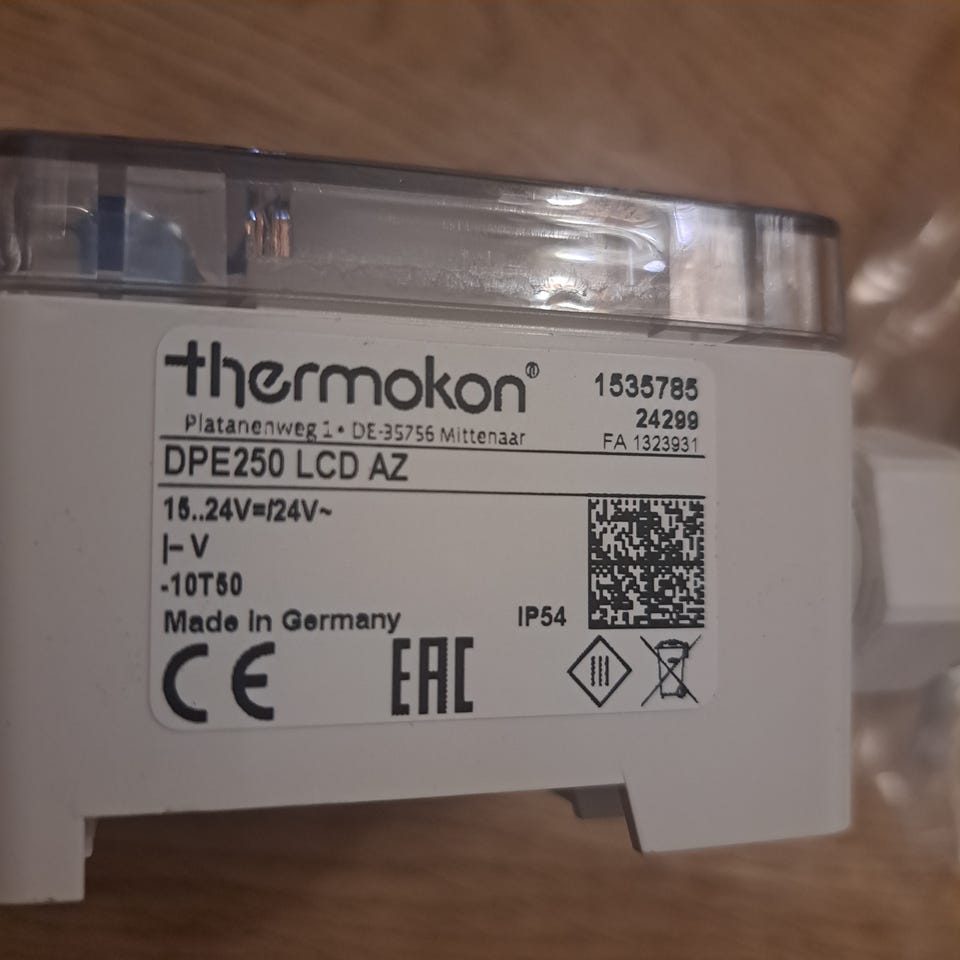 thermokon®
1535785
24299
Platanenweg 1 • DE-35756 Mittenaar
FA 1323931
DPE250 LCD AZ
15..24V=/24V~
|– V
-10T50
Made in Germany
IP54
CE
EAC
III